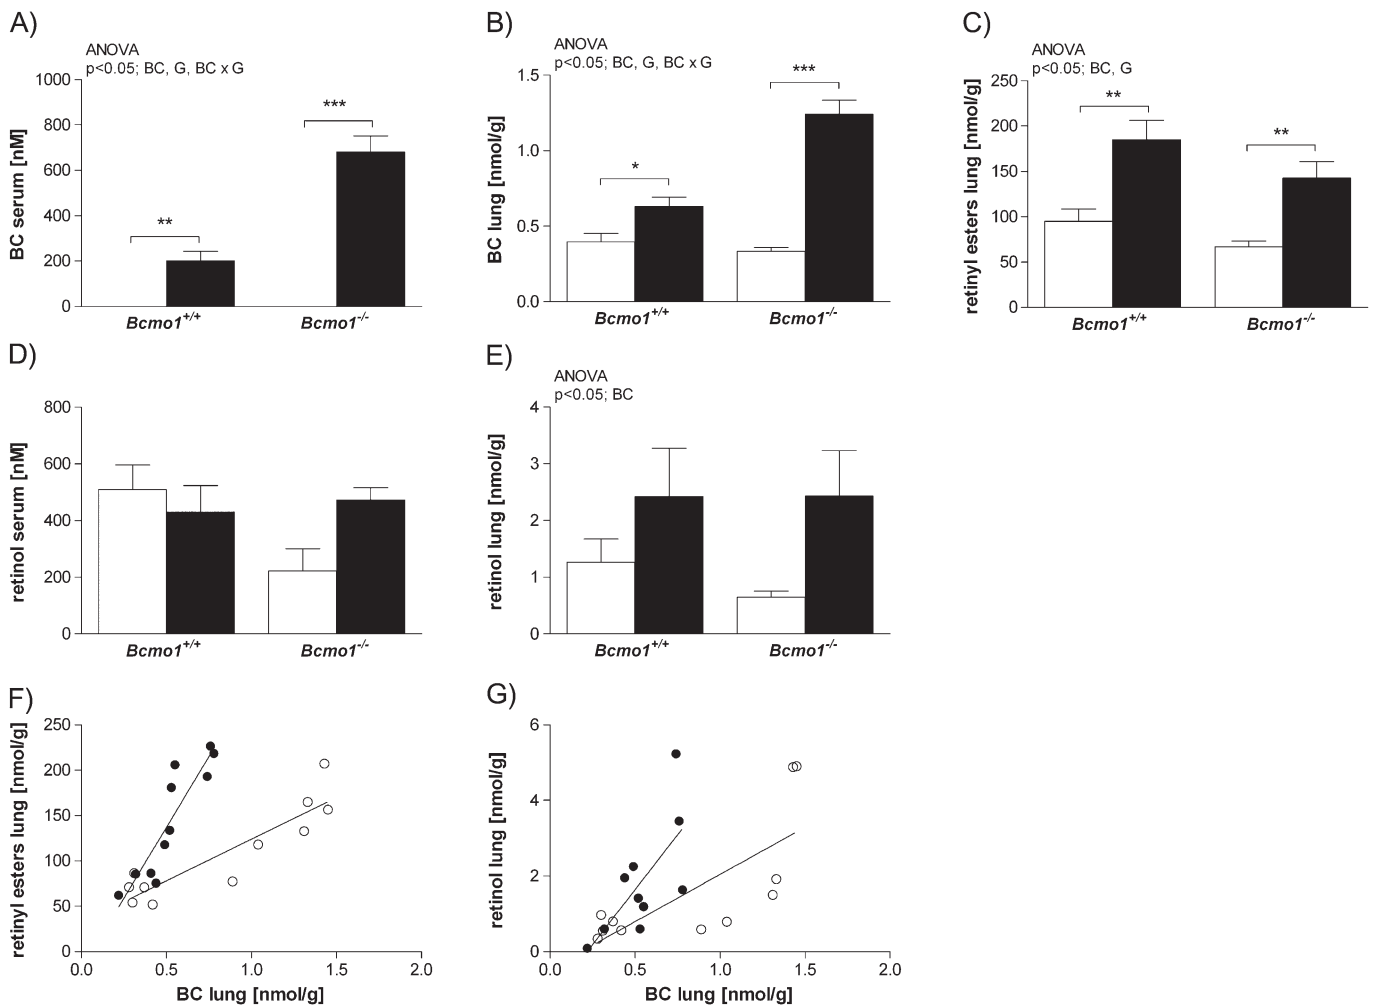 A)
ANOVA
p<0.05; BC, G, BC x G
BC serum [nM]
1000
800
600
400
200
0
**
***
Bcmo1+/+
Bcmo1-/-
B)
ANOVA
p<0.05; BC, G, BC x G
BC lung [nmol/g]
1.5
1.0
0.5
0.0
*
***
Bcmo1+/+
Bcmo1-/-
C)
ANOVA
p<0.05; BC, G
retinyl esters lung [nmol/g]
250
200
150
100
50
0
**
**
Bcmo1+/+
Bcmo1-/-
D)
retinol serum [nM]
800
600
400
200
0
Bcmo1+/+
Bcmo1-/-
E)
ANOVA
p<0.05; BC
retinol lung [nmol/g]
4
3
2
1
0
Bcmo1+/+
Bcmo1-/-
F)
retinyl esters lung [nmol/g]
250
200
150
100
50
0
0.0 0.5 1.0 1.5 2.0
BC lung [nmol/g]
G)
retinol lung [nmol/g]
6
4
2
0
0.0 0.5 1.0 1.5 2.0
BC lung [nmol/g]